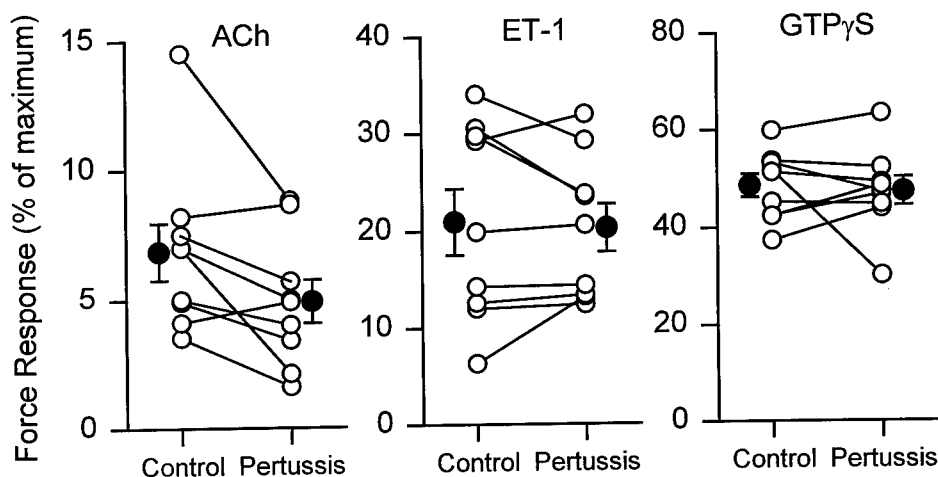 Force Response (% of maximum)
ACh
15
10
5
0
Control Pertussis
ET-1
40
30
20
10
0
Control Pertussis
GTPγS
80
60
40
20
0
Control Pertussis